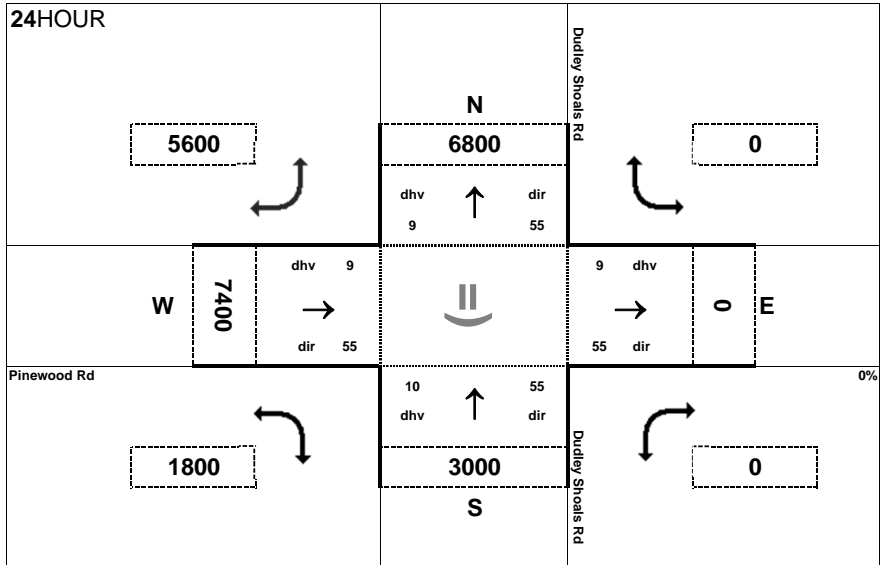 24HOUR
Dudley Shoals Rd
N
5600
6800
0
dhv
dir
9
55
dhv 9
9 dhv
W
7400
0
E
dir 55
55 dir
Pinewood Rd
0%
10
55
dhv
dir
1800
3000
0
Dudley Shoals Rd
S